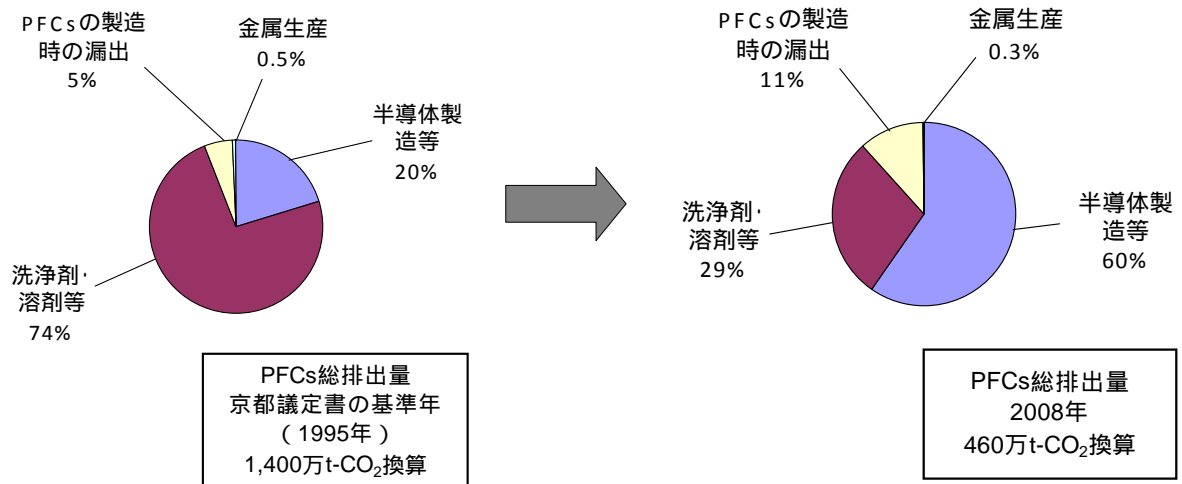 PFCsの製造
時の漏出
5%
金属生産
0.5%
半導体製
造等
20%
洗浄剤・
溶剤等
74%
PFCs総排出量
京都議定書の基準年
(1995年)
1,400万t-CO₂換算
PFCsの製造
時の漏出
11%
金属生産
0.3%
半導体製
造等
60%
洗浄剤・
溶剤等
29%
PFCs総排出量
2008年
460万t-CO₂換算